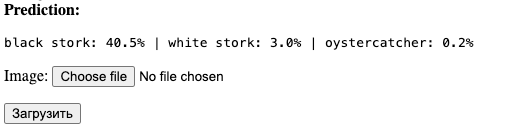 Prediction:
black stork: 40.5% | white stork: 3.0% | oystercatcher: 0.2%
Image: Choose file No file chosen
Загрузить